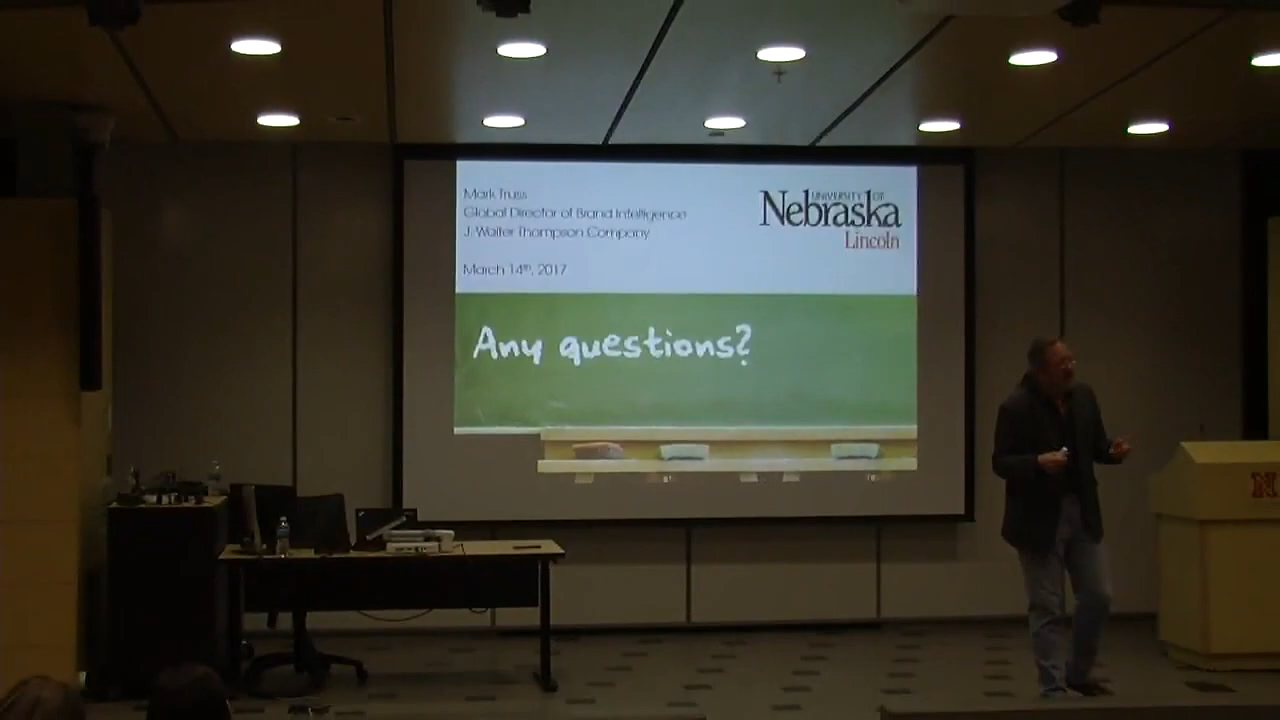 Mark Truss
Global Director of Brand Intelligence
J. Walter Thompson Company
March 14th, 2017
UNIVERSITY OF
Nebraska
Lincoln
Any questions?
N